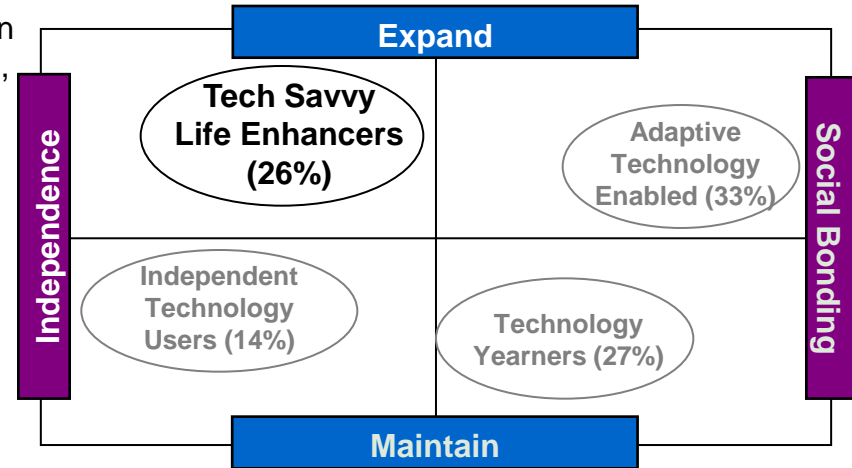 n
,
Expand
Tech Savvy
Life Enhancers
(26%)
Adaptive
Technology
Enabled (33%)
Independence
Social Bonding
Independent
Technology
Users (14%)
Technology
Yearners (27%)
Maintain